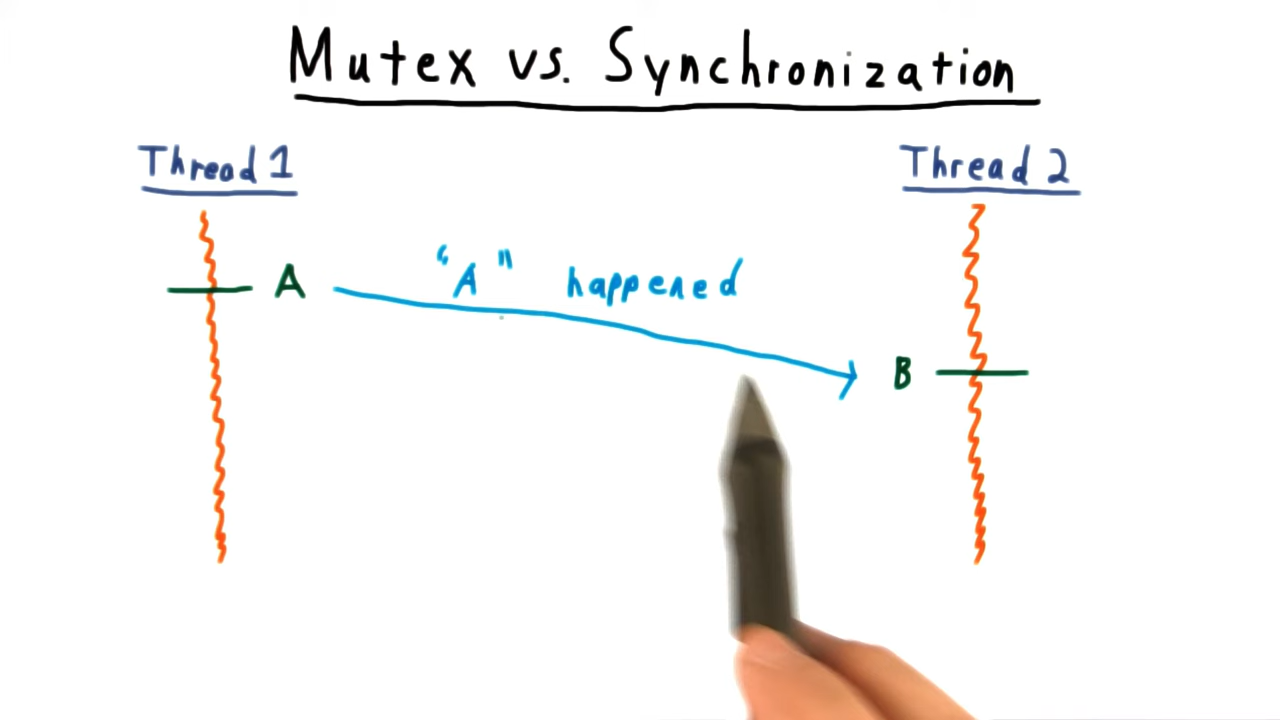 Mutex vs. Synchronization
Thread 1
Thread 2
A
"A" happened
B